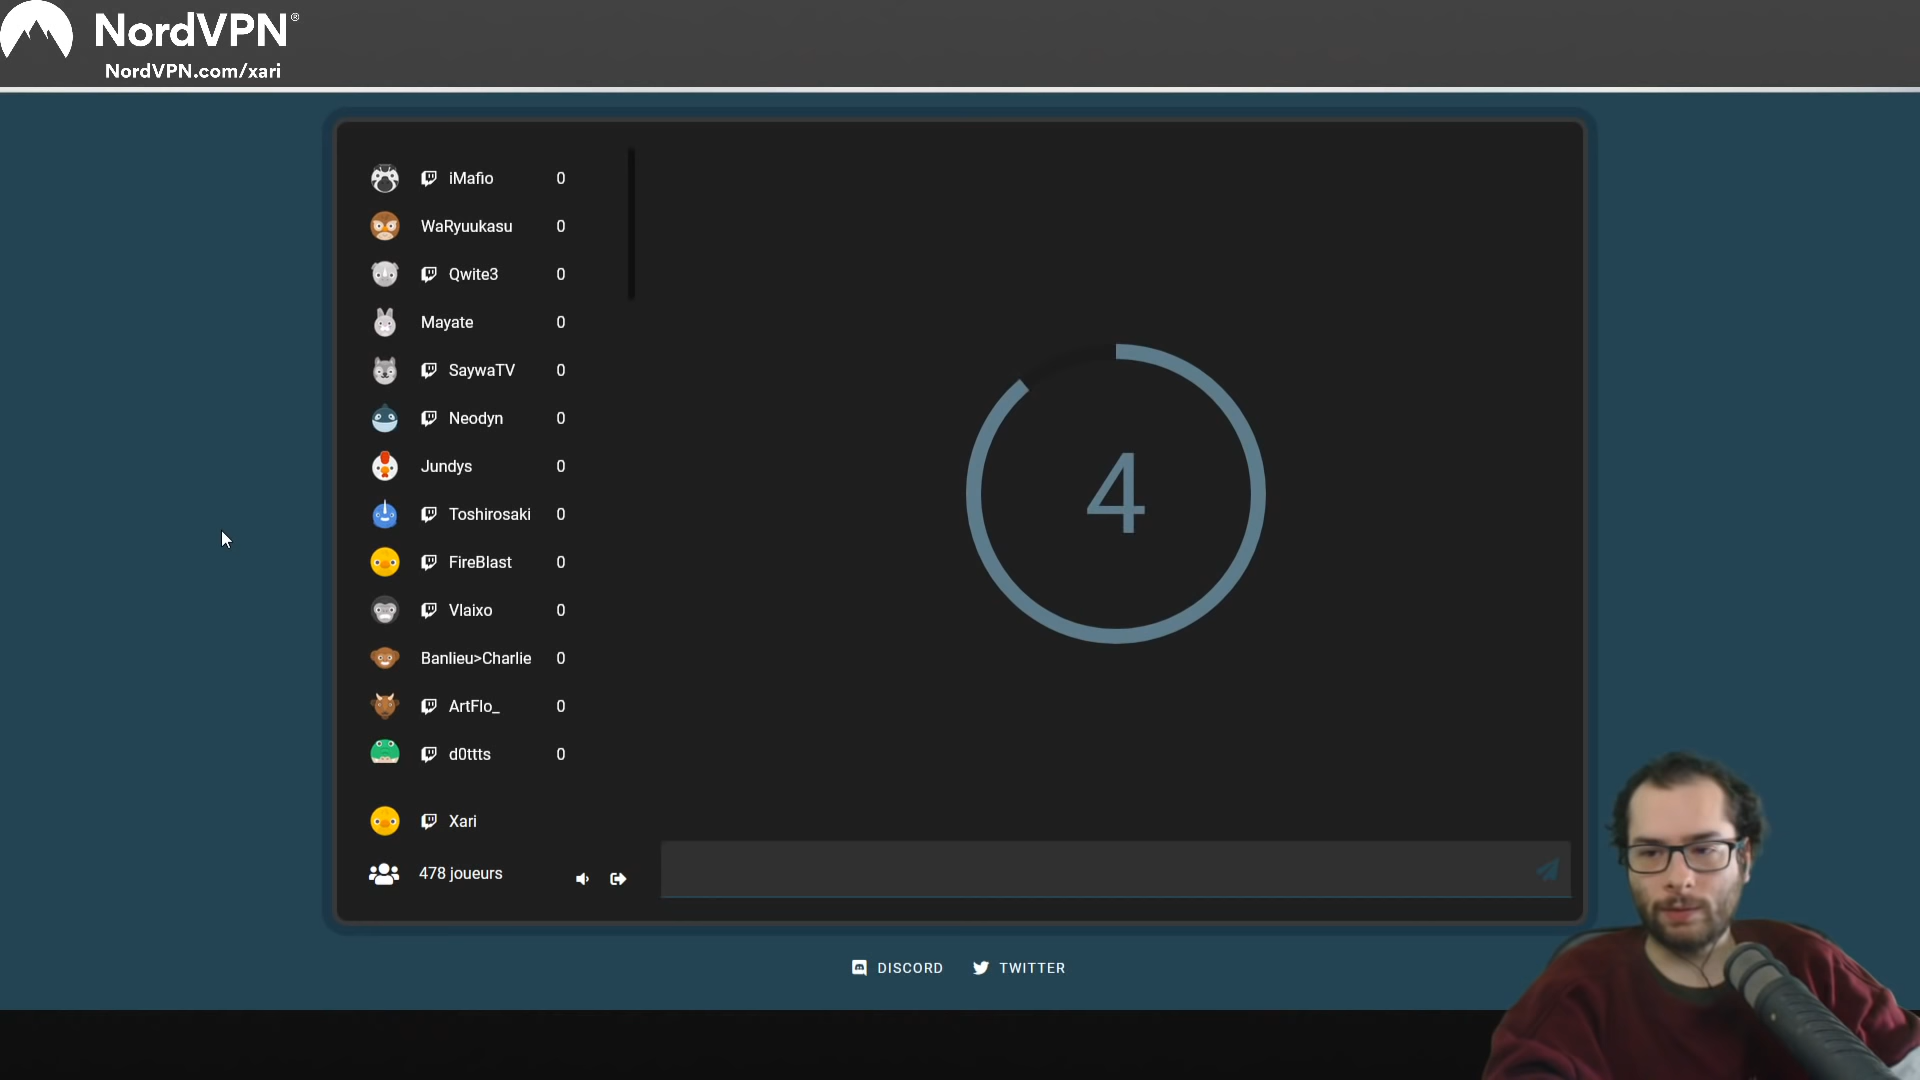 NordVPN®
NordVPN.com/xari
iMafio 0
WaRyuukasu 0
Qwite3 0
Mayate 0
SaywaTV 0
Neodyn 0
Jundys 0
Toshirosaki 0
FireBlast 0
Vlaixo 0
Banlieu>Charlie 0
ArtFlo_ 0
d0ttts 0
Xari
478 joueurs
4
DISCORD TWITTER